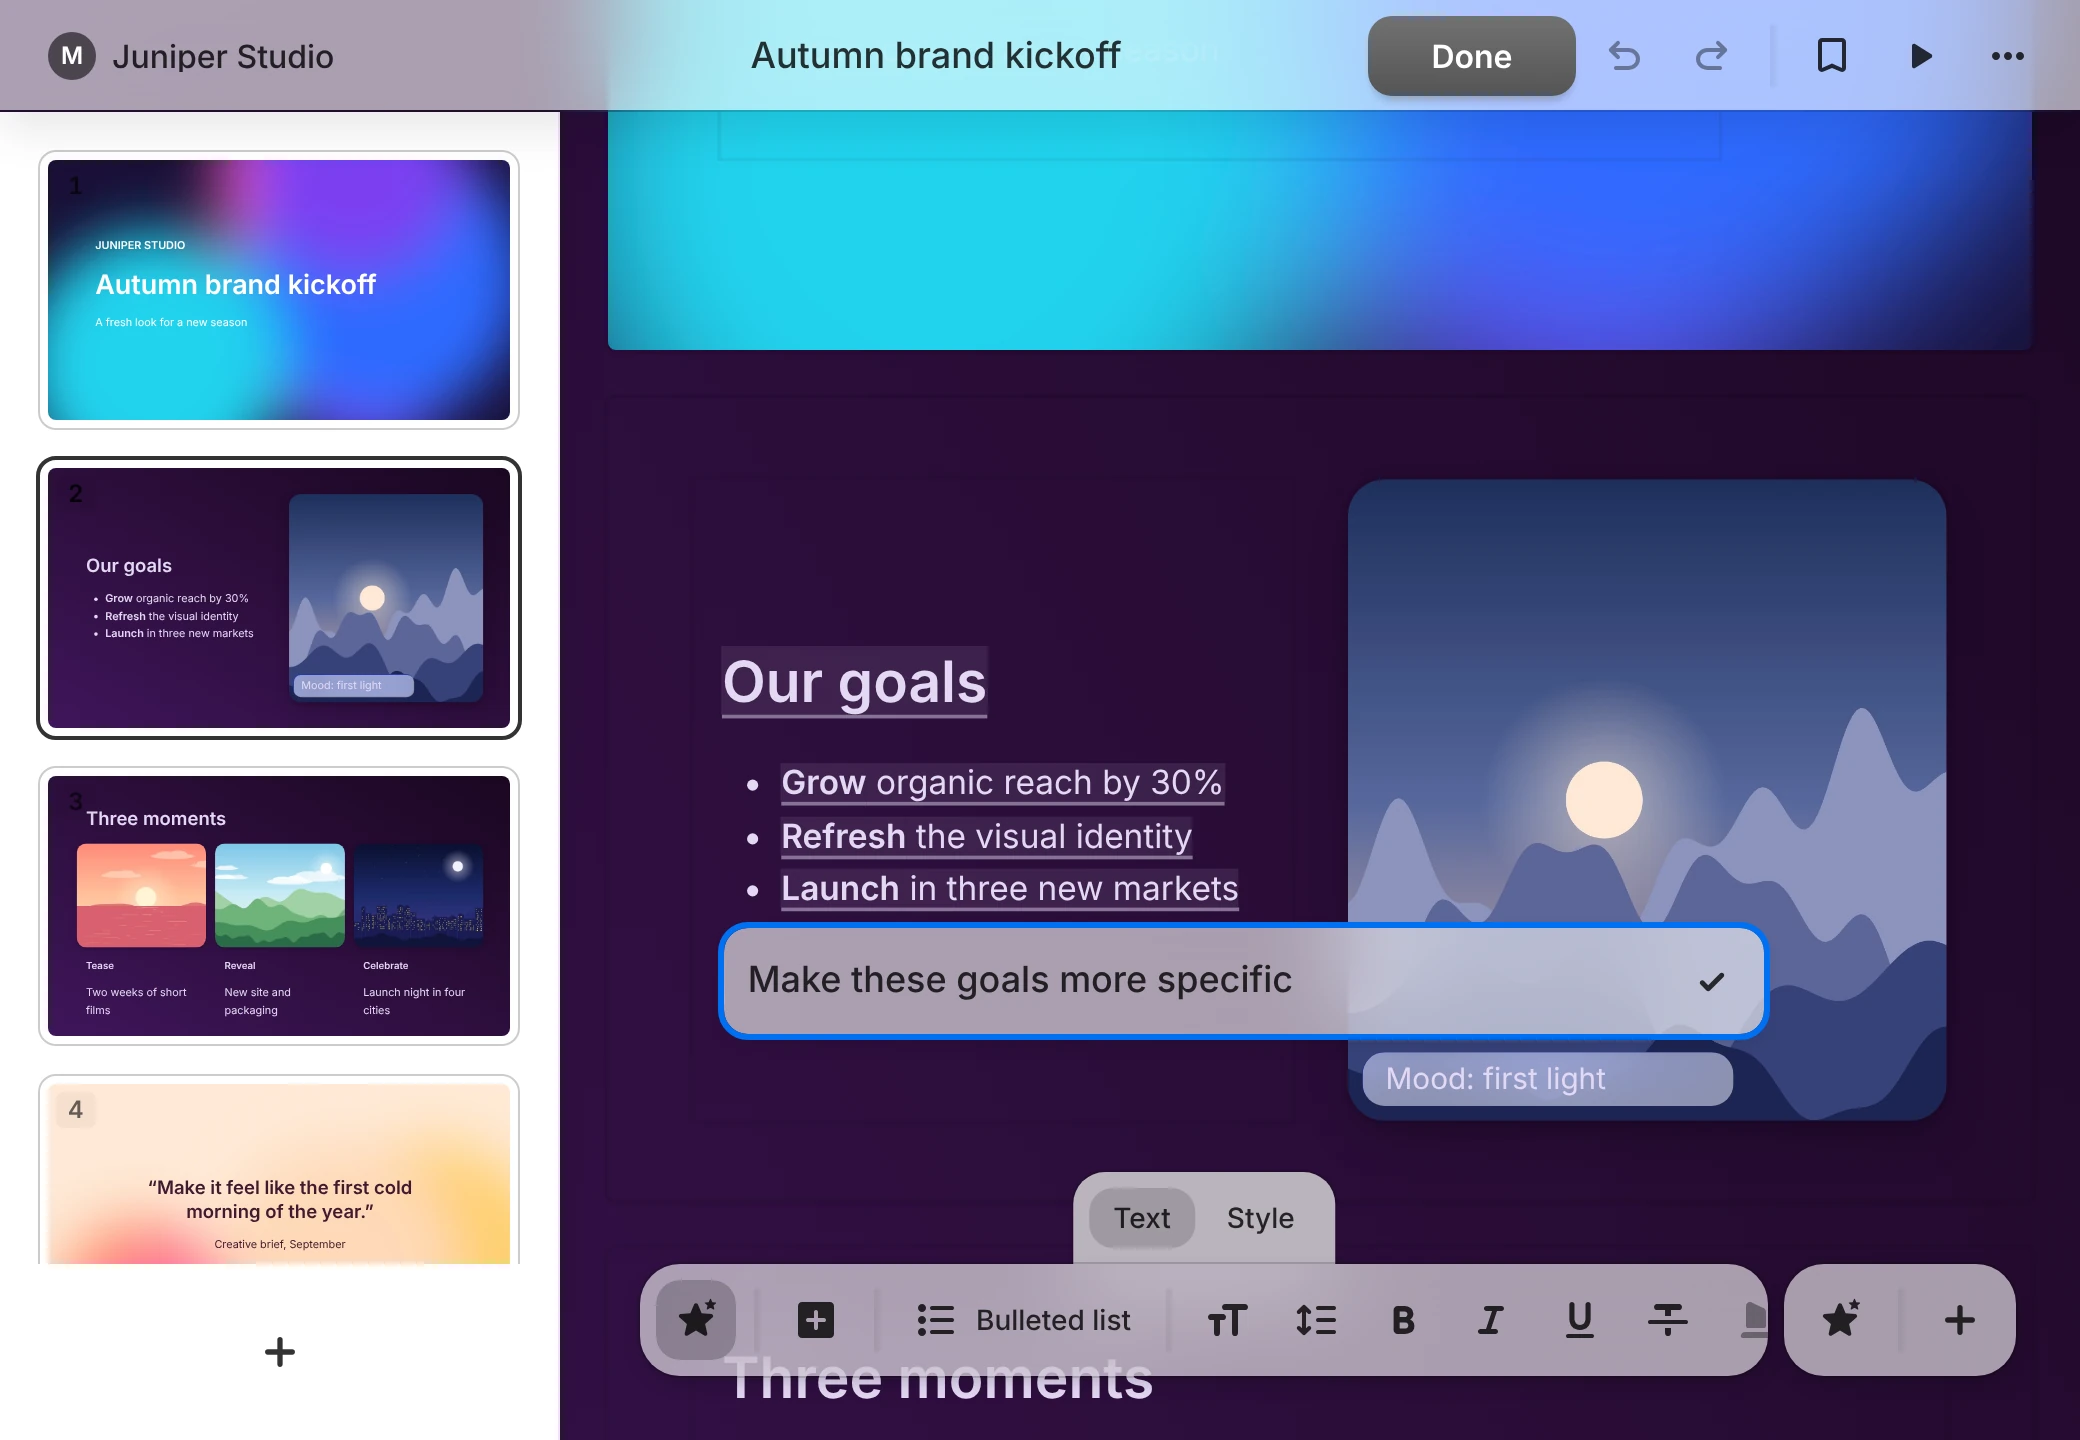 M Juniper Studio
Autumn brand kickoff
Done
1
JUNIPER STUDIO
Autumn brand kickoff
A fresh look for a new season
2
Our goals
• Grow organic reach by 30%
• Refresh the visual identity
• Launch in three new markets
Mood: first light
3
Three moments
Tease
Two weeks of short
films
Reveal
New site and
packaging
Celebrate
Launch night in four
cities
4
“Make it feel like the first cold
morning of the year.”
Creative brief, September
Our goals
• Grow organic reach by 30%
• Refresh the visual identity
• Launch in three new markets
Make these goals more specific
Mood: first light
Text Style
Bulleted list
Three moments